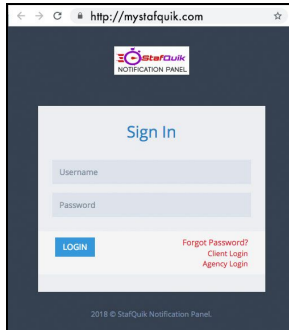 http://mystafquik.com
StafQuik
NOTIFICATION PANEL
Sign In
Username
Password
LOGIN
Forgot Password?
Client Login
Agency Login
2018 © StafQuik Notification Panel.